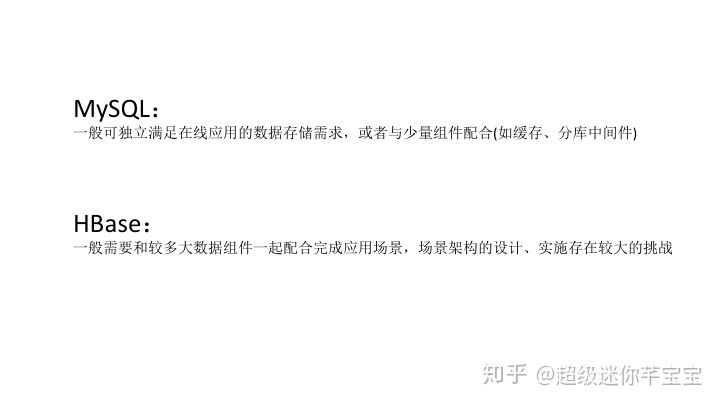 MySQL：
一般可独立满足在线应用的数据存储需求，或者与少量组件配合(如缓存、分库中间件)
HBase：
一般需要和较多大数据组件一起配合完成应用场景，场景架构的设计、实施存在较大的挑战
知乎 @超级迷你芊宝宝